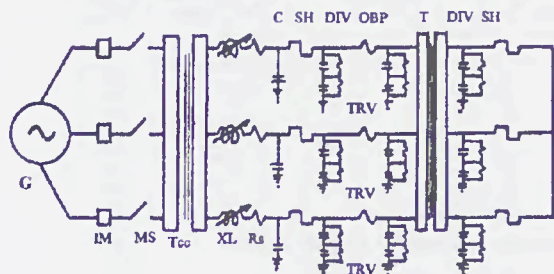 C SH DIV OBP T DIV SH
TRV
TRV
G
TRV
IM MS Tcc XL Rs